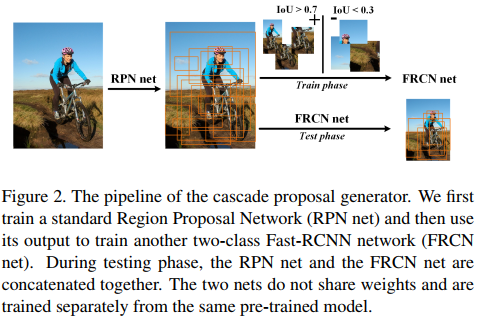 IoU > 0.7
IoU < 0.3
+
-
RPN net
Train phase
FRCN net
FRCN net
Test phase
Figure 2. The pipeline of the cascade proposal generator. We first
train a standard Region Proposal Network (RPN net) and then use
its output to train another two-class Fast-RCNN network (FRCN
net). During testing phase, the RPN net and the FRCN net are
concatenated together. The two nets do not share weights and are
trained separately from the same pre-trained model.